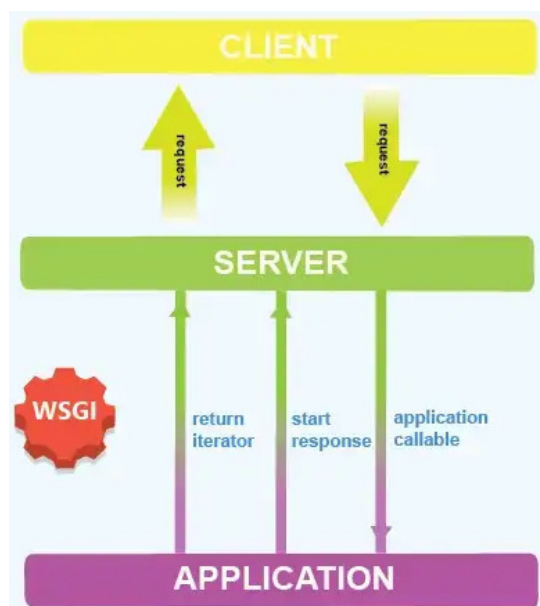 CLIENT
request
request
SERVER
WSGI
return
iterator
start
response
application
callable
APPLICATION